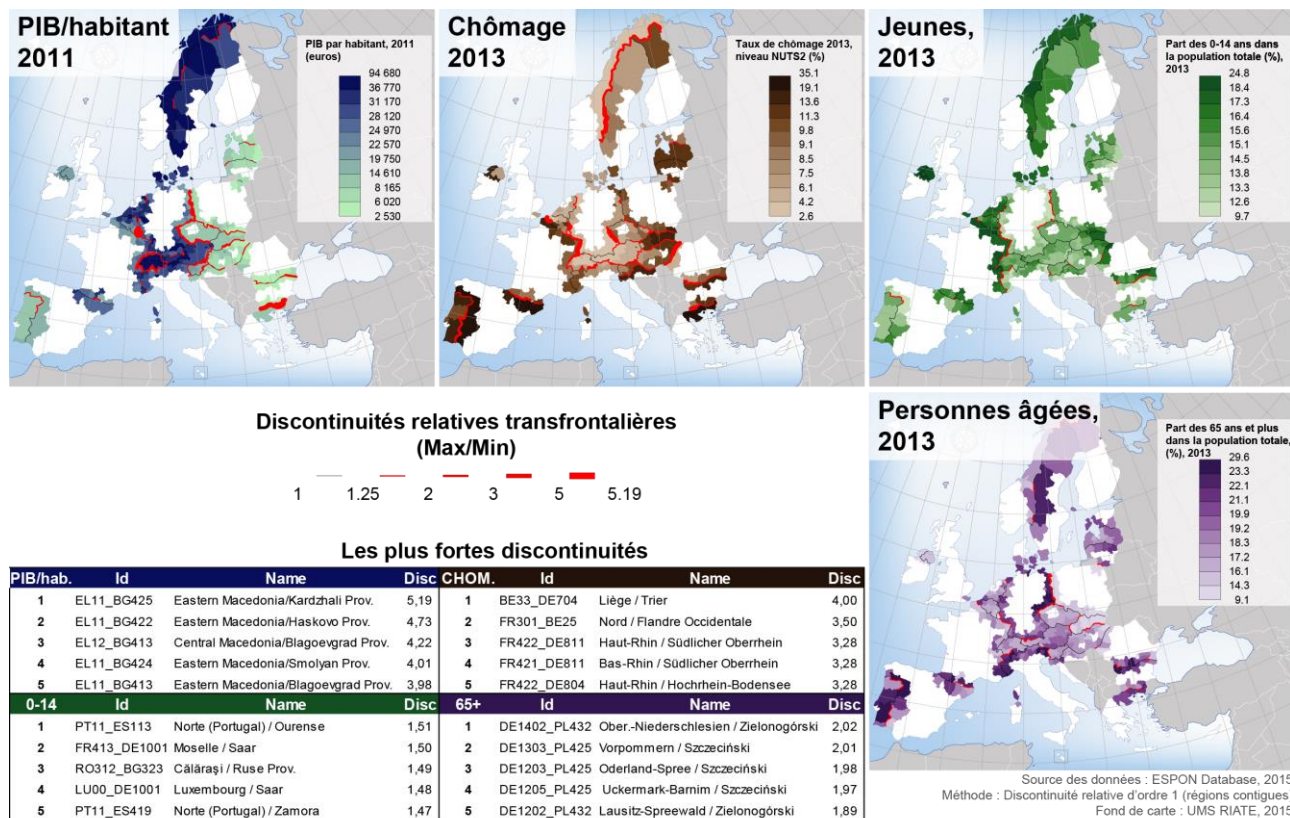 PIB/habitant
2011
PIB par habitant, 2011
(euros)
94 680
36 770
31 170
28 120
24 970
22 570
19 750
14 610
8 165
6 020
2 530
Chômage
2013
Taux de chômage 2013,
niveau NUTS2 (%)
35.1
19.1
13.6
11.3
9.8
9.1
8.5
7.5
6.1
4.2
2.6
Jeunes,
2013
Part des 0-14 ans dans
la population totale (%),
2013
24.8
18.4
17.3
16.4
15.6
15.1
14.5
13.8
13.3
12.6
9.7
Discontinuités relatives transfrontalières
(Max/Min)
1 1.25 2 3 5 5.19
Personnes âgées,
2013
Part des 65 ans et plus
dans la population totale,
(%), 2013
29.6
23.3
22.1
21.1
19.9
19.2
18.3
17.2
16.1
14.3
9.1
Les plus fortes discontinuités
PIB/hab. Id Name Disc CHOM. Id Name Disc
1 EL11_BG425 Eastern Macedonia/Kardzhali Prov. 5,19 1 BE33_DE704 Liège / Trier 4,00
2 EL11_BG422 Eastern Macedonia/Haskovo Prov. 4,73 2 FR301_BE25 Nord / Flandre Occidentale 3,50
3 EL12_BG413 Central Macedonia/Blagoevgrad Prov. 4,22 3 FR422_DE811 Haut-Rhin / Südlicher Oberrhein 3,28
4 EL11_BG424 Eastern Macedonia/Smolyan Prov. 4,01 4 FR421_DE811 Bas-Rhin / Südlicher Oberrhein 3,28
5 EL11_BG413 Eastern Macedonia/Blagoevgrad Prov. 3,98 5 FR422_DE804 Haut-Rhin / Hochrhein-Bodensee 3,28
0-14 Id Name Disc 65+ Id Name Disc
1 PT11_ES113 Norte (Portugal) / Ourense 1,51 1 DE1402_PL432 Ober.-Niederschlesien / Zielonogórski 2,02
2 FR413_DE1001 Moselle / Saar 1,50 2 DE1303_PL425 Vorpommern / Szczeciński 2,01
3 RO312_BG323 Călărași / Ruse Prov. 1,49 3 DE1203_PL425 Oderland-Spree / Szczeciński 1,98
4 LU00_DE1001 Luxembourg / Saar 1,48 4 DE1205_PL425 Uckermark-Barnim / Szczeciński 1,97
5 PT11_ES419 Norte (Portugal) / Zamora 1,47 5 DE1202_PL432 Lausitz-Spreewald / Zielonogórski 1,89
Source des données : ESPON Database, 2015
Méthode : Discontinuité relative d'ordre 1 (régions contigues)
Fond de carte : UMS RIATE, 2015